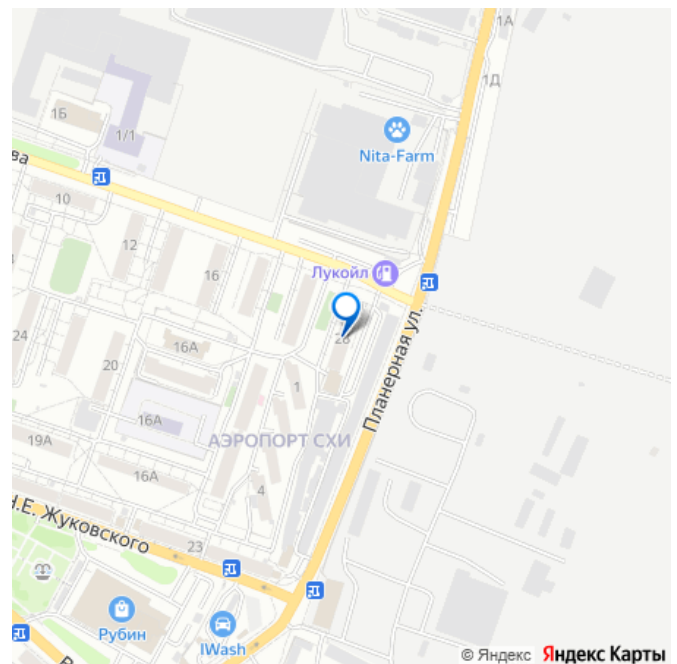 1А
1Д
1Б
1/1
Nita-Farm
ва
10
12
16
Лукойл
28
24
16А
20
1
Планерная ул.
16А
19А
АЭРОПОРТ СХИ
16А
4
Н.Е. Жуковского
23
Рубин
IWash
В
© Яндекс Яндекс Карты